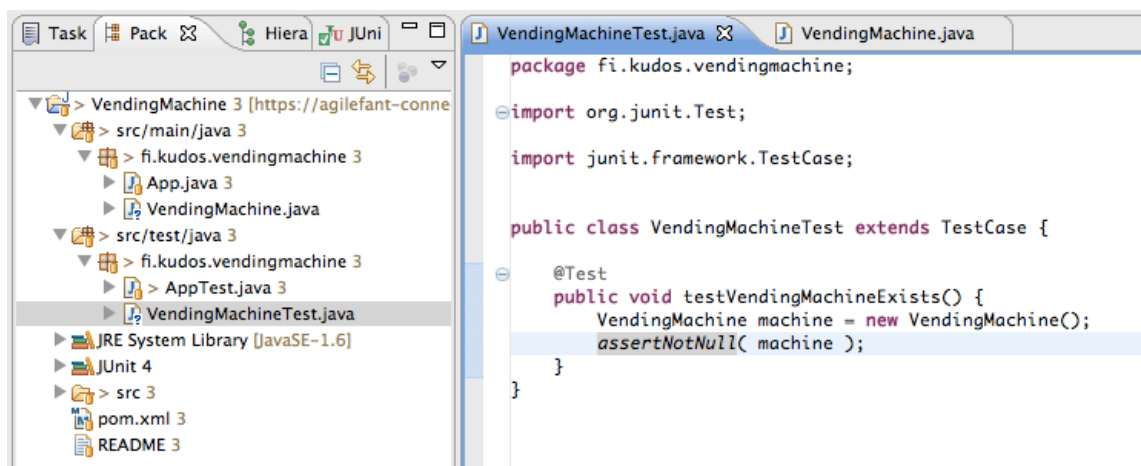 Task Pack Hiera JUni
VendingMachineTest.java VendingMachine.java
> VendingMachine 3 [https://agilefant-conne
> src/main/java 3
> fi.kudos.vendingmachine 3
App.java 3
VendingMachine.java
> src/test/java 3
> fi.kudos.vendingmachine 3
> AppTest.java 3
VendingMachineTest.java
JRE System Library [JavaSE-1.6]
JUnit 4
> src 3
pom.xml 3
README 3
package fi.kudos.vendingmachine;
import org.junit.Test;
import junit.framework.TestCase;
public class VendingMachineTest extends TestCase {
@Test
public void testVendingMachineExists() {
VendingMachine machine = new VendingMachine();
assertNotNull( machine );
}
}